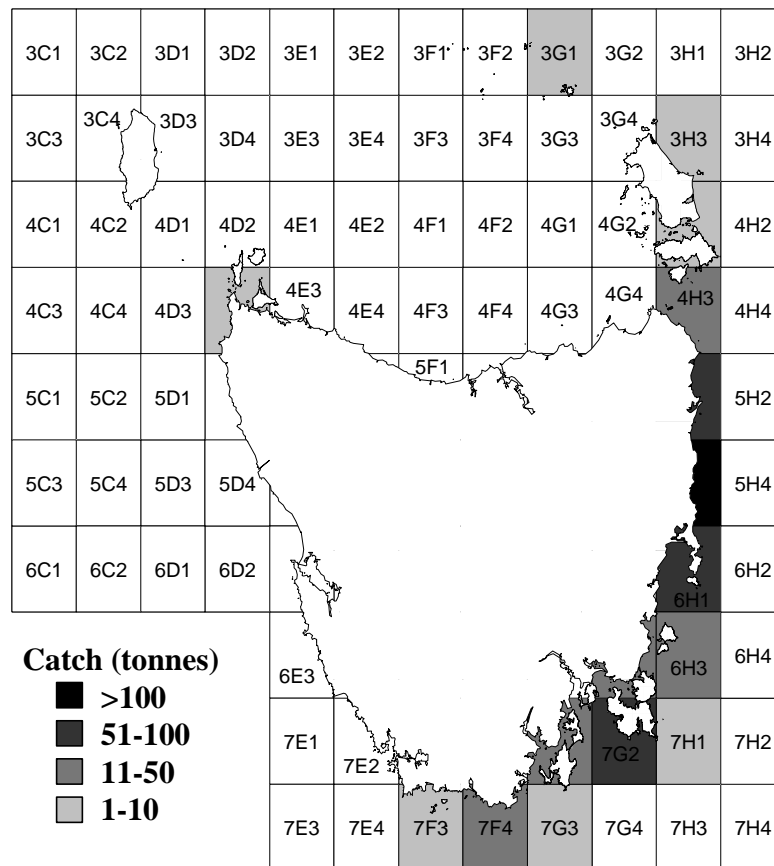 3C1 3C2 3D1 3D2 3E1 3E2 3F1 3F2 3G1 3G2 3H1 3H2
3C3 3C4 3D3 3D4 3E3 3E4 3F3 3F4 3G3 3G4 3H3 3H4
4C1 4C2 4D1 4D2 4E1 4E2 4F1 4F2 4G1 4G2 4H2
4C3 4C4 4D3 4E3 4E4 4F3 4F4 4G3 4G4 4H3 4H4
5C1 5C2 5D1 5F1 5H2
5C3 5C4 5D3 5D4 5H4
6C1 6C2 6D1 6D2 6H1 6H2
6E3 6H3 6H4
7E1 7E2 7G2 7H1 7H2
7E3 7E4 7F3 7F4 7G3 7G4 7H3 7H4
Catch (tonnes)
>100
51-100
11-50
1-10